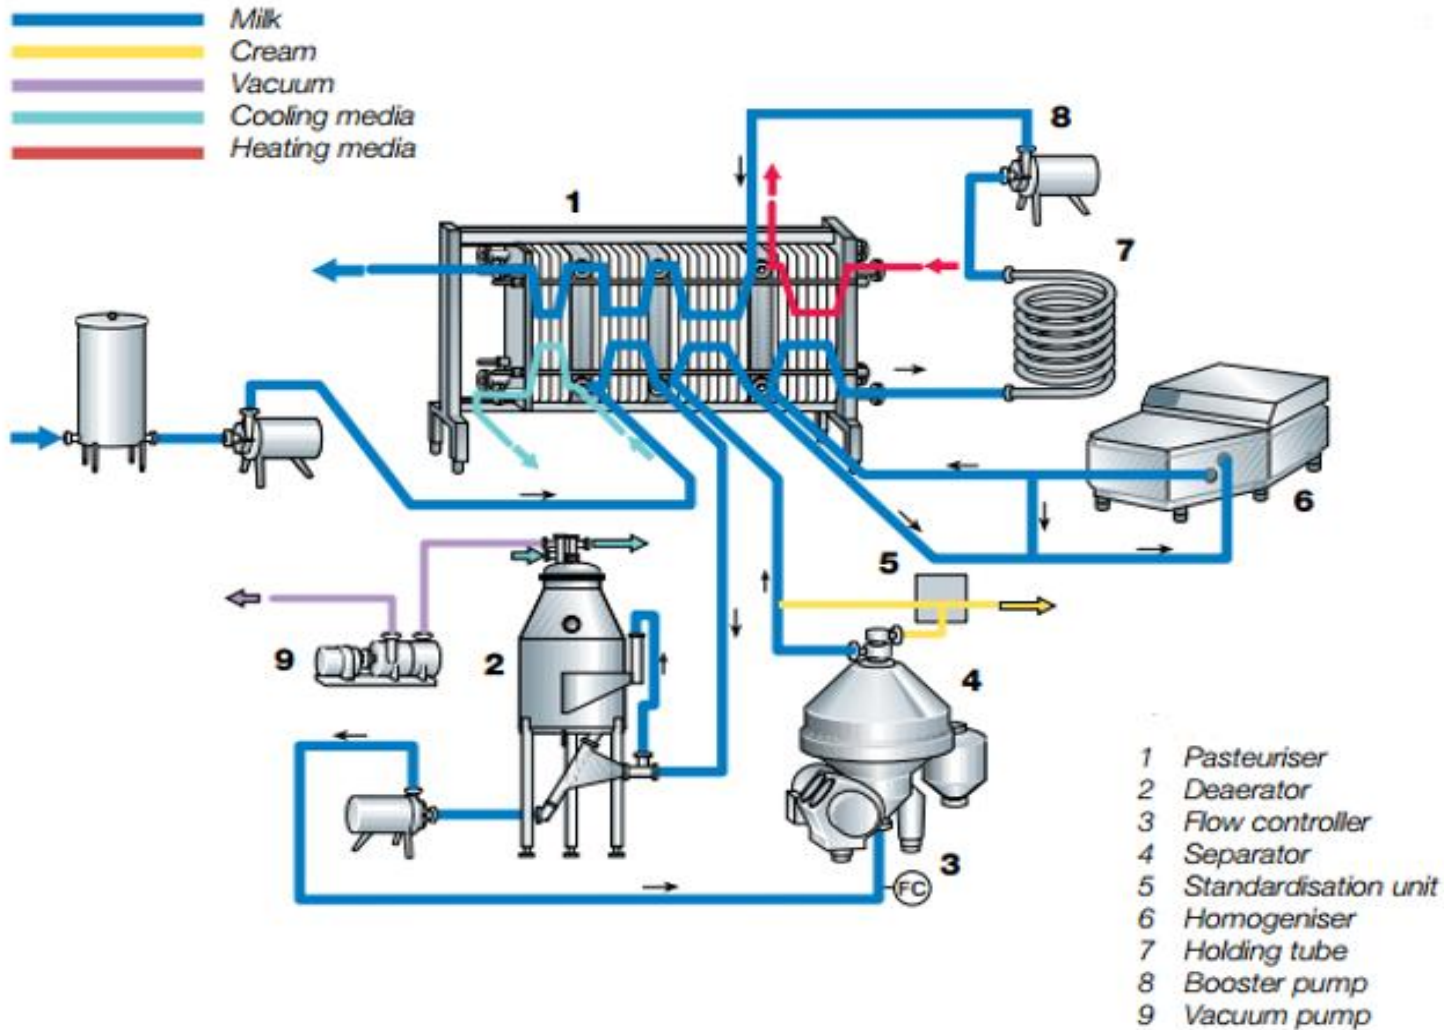 Milk
Cream
Vacuum
Cooling media
Heating media
8
1
7
6
5
9
2
4
3
FC
1 Pasteuriser
2 Deaerator
3 Flow controller
4 Separator
5 Standardisation unit
6 Homogeniser
7 Holding tube
8 Booster pump
9 Vacuum pump